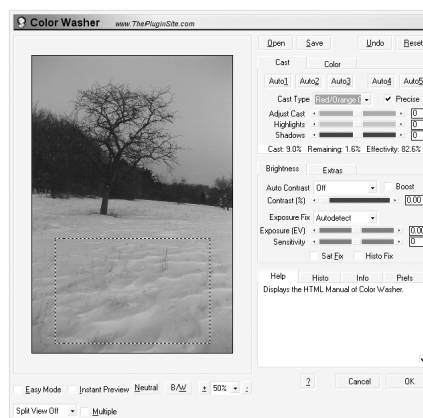 Color Washer www.ThePluginSite.com
Open Save Undo Reset
Cast Color
Auto1 Auto2 Auto3 Auto4 Auto5
Cast Type Red/Orange Precise
Adjust Cast 0
Highlights 0
Shadows 0
Cast: 9.0% Remaining: 1.6% Effectivity: 82.6%
Brightness Extras
Auto Contrast Off Boost
Contrast (%) 0.00
Exposure Fix Autodetect
Exposure (EV) 0.00
Sensitivity 0
Sat Fix Histo Fix
Help Histo Info Prefs
Displays the HTML Manual of Color Washer.
Easy Mode Instant Preview Neutral B/W + 50% -
? Cancel OK
Split View Off Multiple